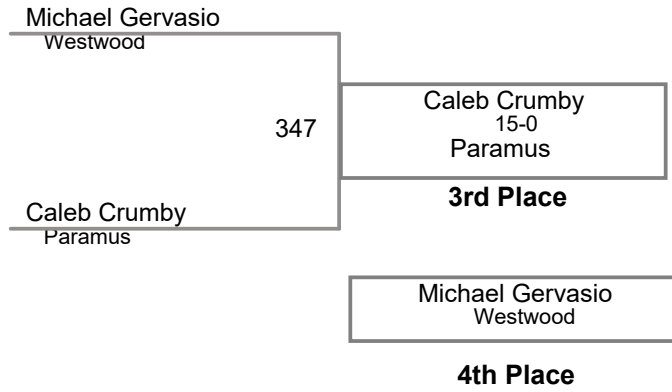 Michael Gervasio
Westwood
347
Caleb Crumby
15-0
Paramus
3rd Place
Caleb Crumby
Paramus
Michael Gervasio
Westwood
4th Place